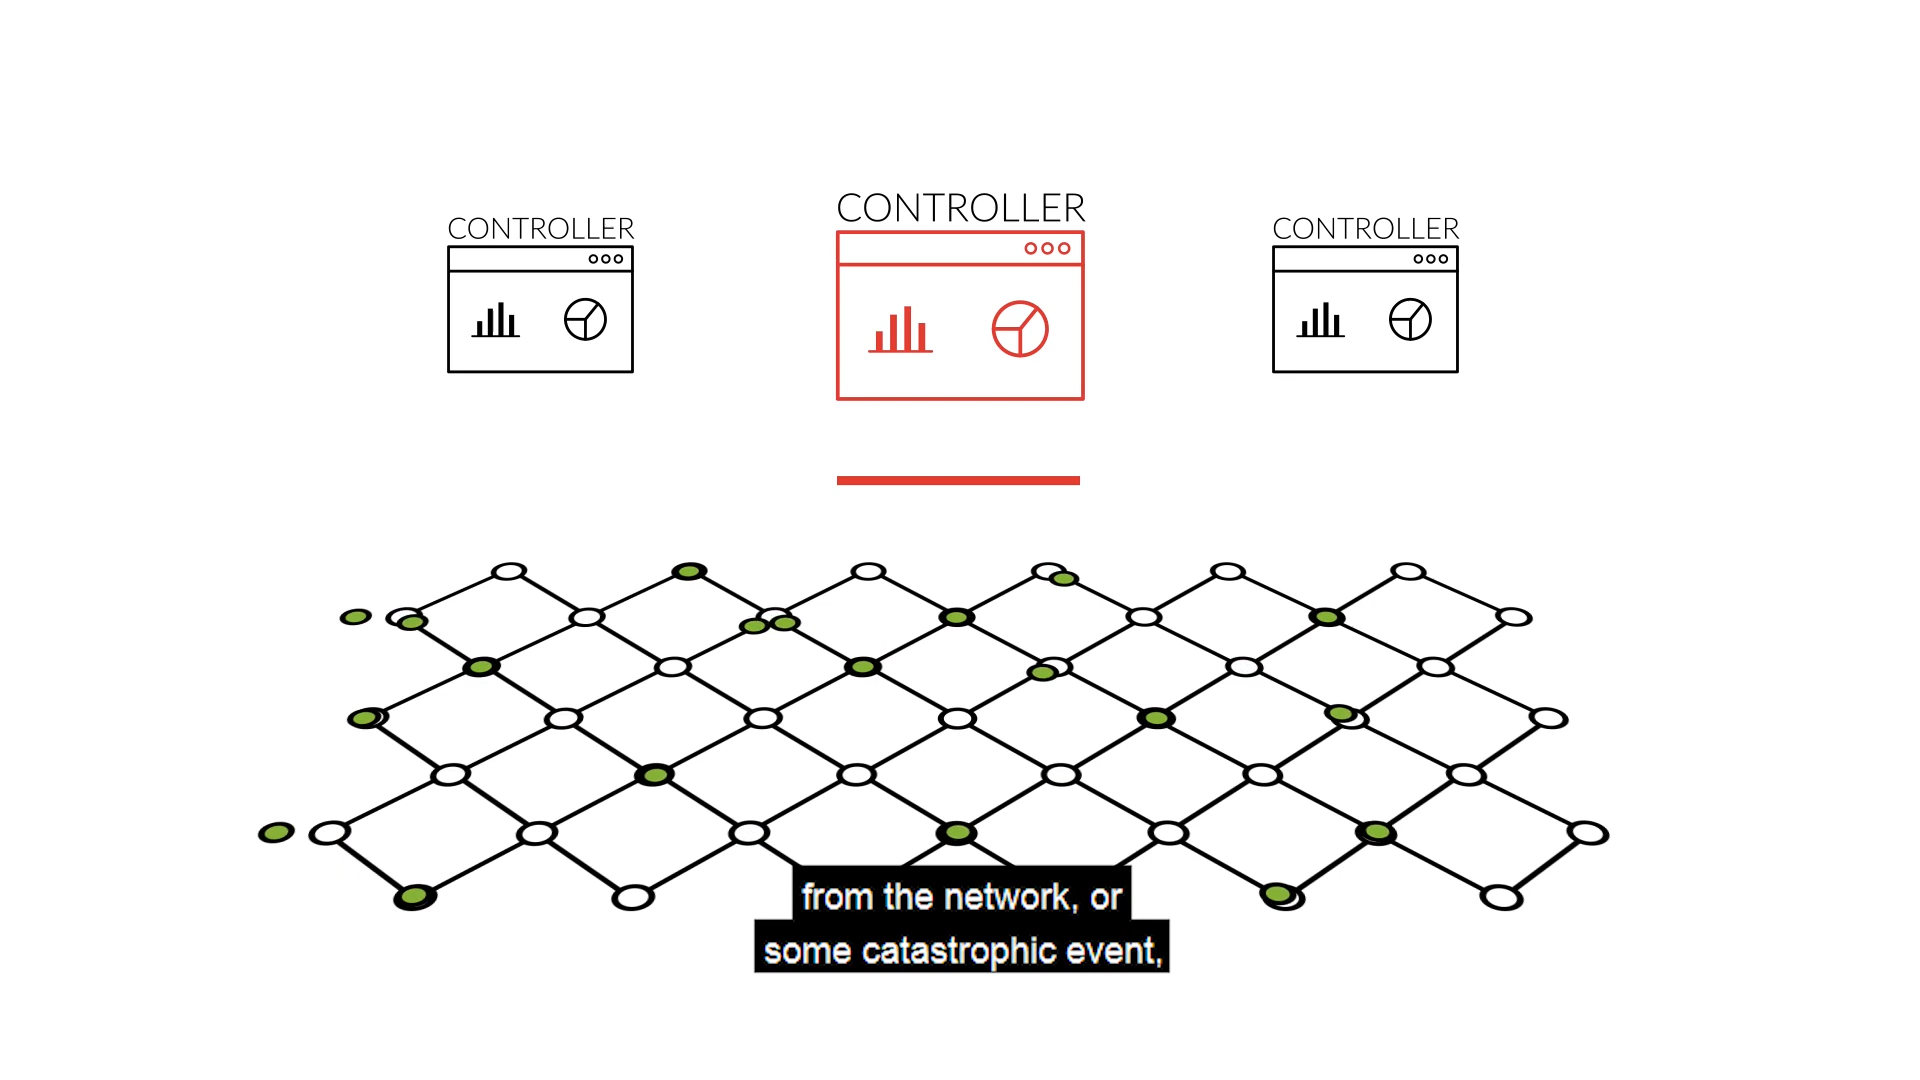 CONTROLLER
CONTROLLER
CONTROLLER
from the network, or
some catastrophic event,